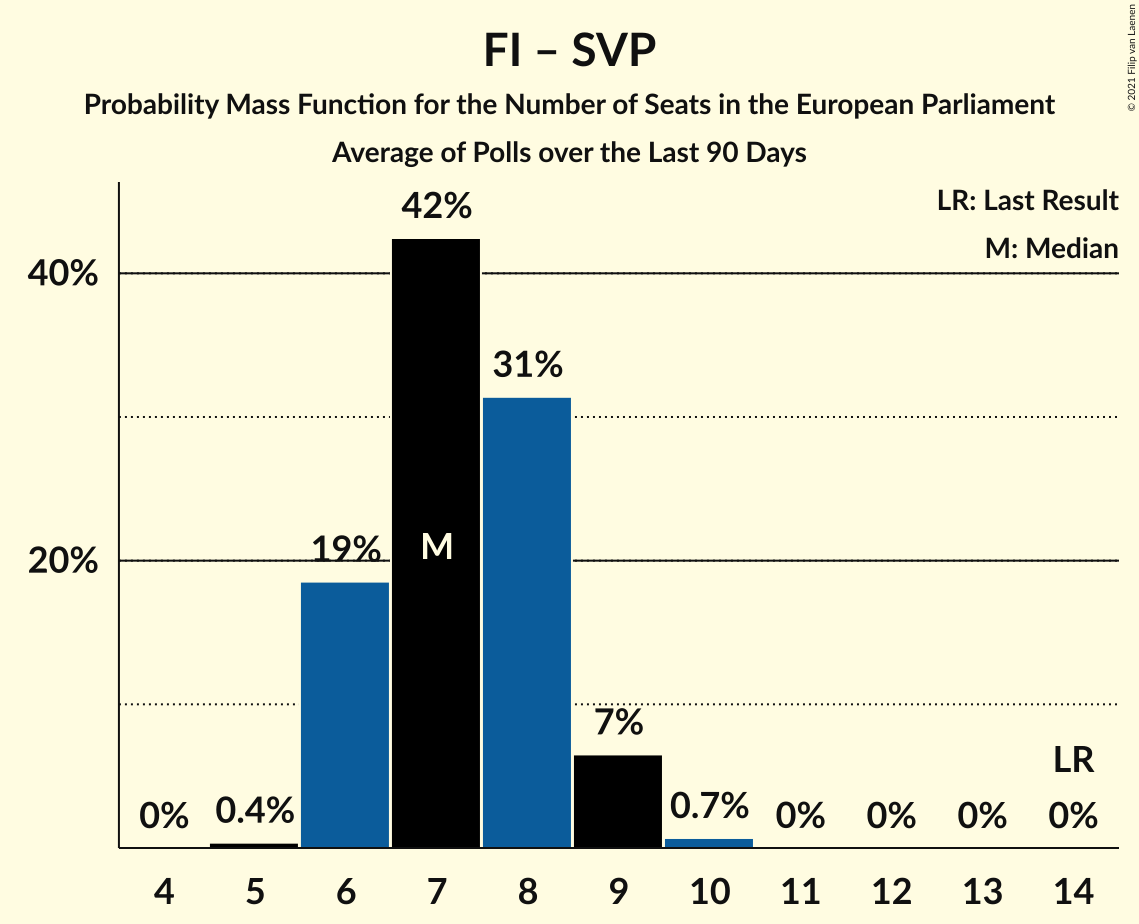 FI – SVP
Probability Mass Function for the Number of Seats in the European Parliament
Average of Polls over the Last 90 Days
© 2021 Filip van Laenen
LR: Last Result
M: Median
42%
40%
31%
19%
M
20%
7%
LR
0% 0.4% 0.7% 0% 0% 0% 0%
4 5 6 7 8 9 10 11 12 13 14